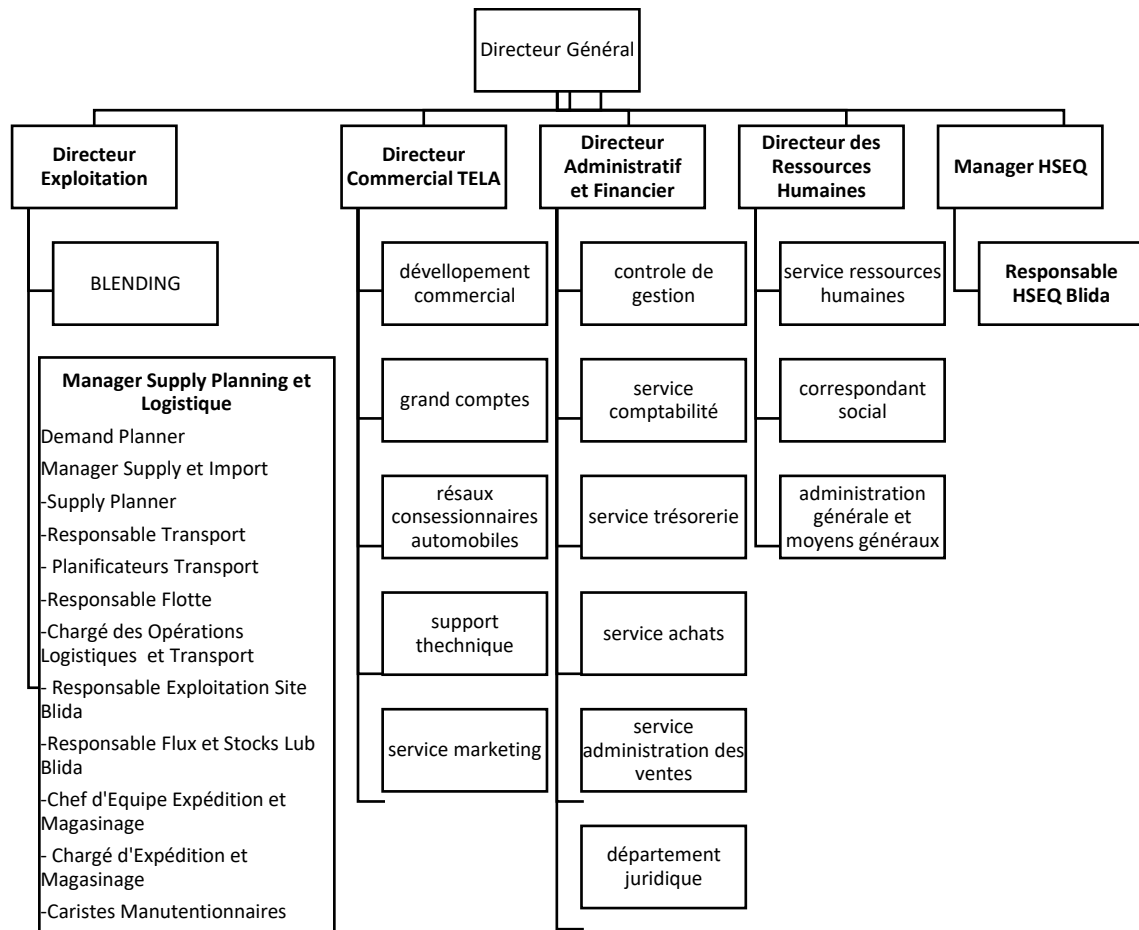 Directeur Général
Directeur
Exploitation
BLENDING
Manager Supply Planning et
Logistique
Demand Planner
Manager Supply et Import
-Supply Planner
-Responsable Transport
- Planificateurs Transport
-Responsable Flotte
-Chargé des Opérations
Logistiques et Transport
- Responsable Exploitation Site
Blida
-Responsable Flux et Stocks Lub
Blida
-Chef d'Equipe Expédition et
Magasinage
- Chargé d'Expédition et
Magasinage
-Caristes Manutentionnaires
Directeur
Commercial TELA
dévellopement
commercial
grand comptes
résaux
consessionnaires
automobiles
support
thechnique
service marketing
Directeur
Administratif
et Financier
controle de
gestion
service
comptabilité
service trésorerie
service achats
service
administration des
ventes
département
juridique
Directeur des
Ressources
Humaines
service ressources
humaines
correspondant
social
administration
générale et
moyens généraux
Manager HSEQ
Responsable
HSEQ Blida